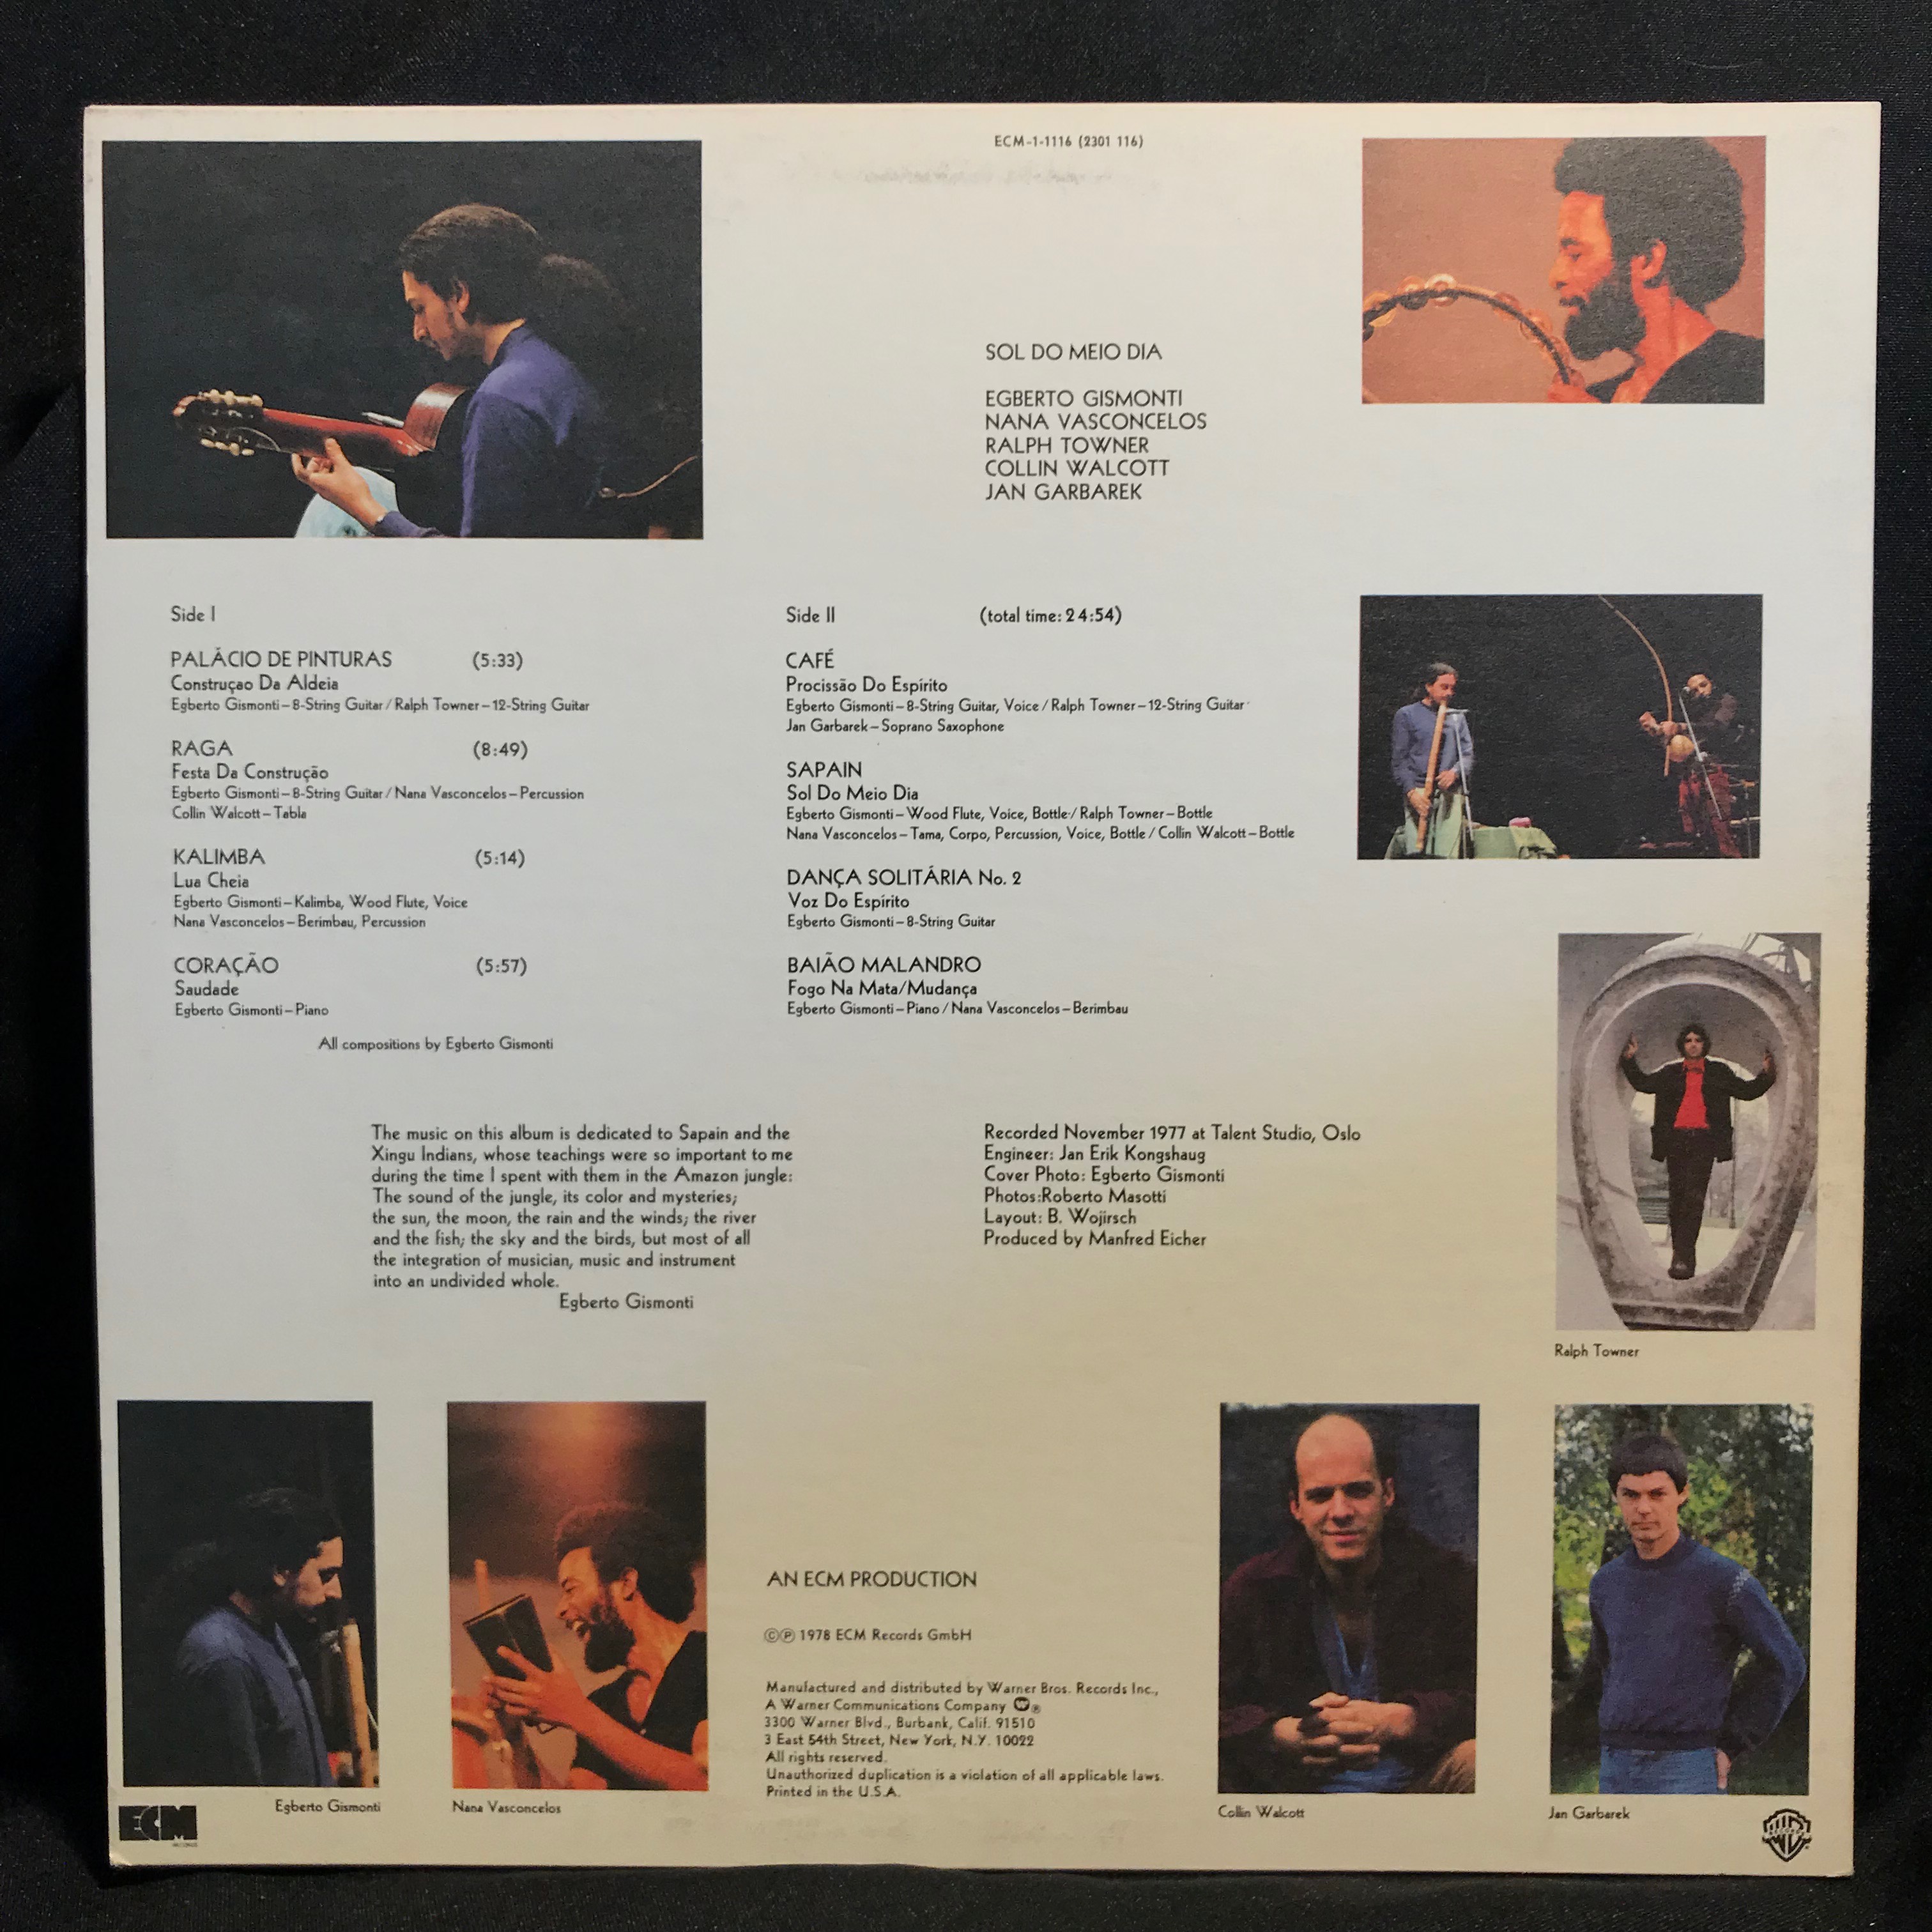 ECM-1-1116 (2301 116)
SOL DO MEIO DIA
EGBERTO GISMONTI
NANA VASCONCELOS
RALPH TOWNER
COLLIN WALCOTT
JAN GARBAREK
Side I
PALÁCIO DE PINTURAS (5:33)
Construçao Da Aldeia
Egberto Gismonti–8-String Guitar/Ralph Towner–12-String Guitar
RAGA (8:49)
Festa Da Construção
Egberto Gismonti–8-String Guitar/Nana Vasconcelos–Percussion
Collin Walcott–Tabla
KALIMBA (5:14)
Lua Cheia
Egberto Gismonti–Kalimba, Wood Flute, Voice
Nana Vasconcelos–Berimbau, Percussion
CORAÇÃO (5:57)
Saudade
Egberto Gismonti–Piano
All compositions by Egberto Gismonti
Side II (total time: 24:54)
CAFÉ
Procissão Do Espírito
Egberto Gismonti–8-String Guitar, Voice/Ralph Towner–12-String Guitar
Jan Garbarek–Soprano Saxophone
SAPAIN
Sol Do Meio Dia
Egberto Gismonti–Wood Flute, Voice, Bottle/Ralph Towner–Bottle
Nana Vasconcelos–Tama, Corpo, Percussion, Voice, Bottle/Collin Walcott–Bottle
DANÇA SOLITÁRIA No. 2
Voz Do Espírito
Egberto Gismonti–8-String Guitar
BAIÃO MALANDRO
Fogo Na Mata/Mudança
Egberto Gismonti–Piano/Nana Vasconcelos–Berimbau
The music on this album is dedicated to Sapain and the
Xingu Indians, whose teachings were so important to me
during the time I spent with them in the Amazon jungle:
The sound of the jungle, its color and mysteries;
the sun, the moon, the rain and the winds; the river
and the fish; the sky and the birds, but most of all
the integration of musician, music and instrument
into an undivided whole.
Egberto Gismonti
Recorded November 1977 at Talent Studio, Oslo
Engineer: Jan Erik Kongshaug
Cover Photo: Egberto Gismonti
Photos:Roberto Masotti
Layout: B. Wojirsch
Produced by Manfred Eicher
Ralph Towner
AN ECM PRODUCTION
©℗ 1978 ECM Records GmbH
Manufactured and distributed by Warner Bros. Records Inc.,
A Warner Communications Company ®
3300 Warner Blvd., Burbank, Calif. 91510
3 East 54th Street, New York, N.Y. 10022
All rights reserved.
Unauthorized duplication is a violation of all applicable laws.
Printed in the U.S.A.
Egberto Gismonti
Nana Vasconcelos
Collin Walcott
Jan Garbarek
ECM